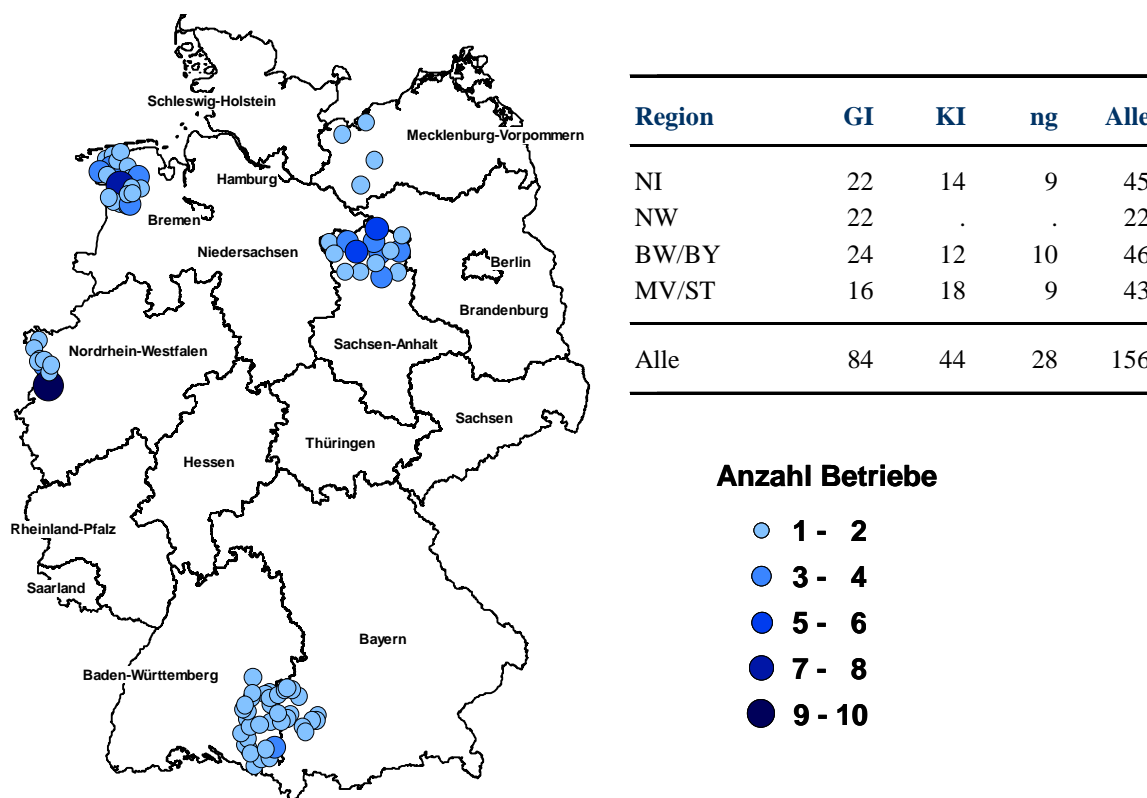 Schleswig-Holstein
Mecklenburg-Vorpommern
Hamburg
Bremen
Niedersachsen
Berlin
Brandenburg
Sachsen-Anhalt
Nordrhein-Westfalen
Sachsen
Thüringen
Hessen
Rheinland-Pfalz
Saarland
Bayern
Baden-Württemberg
Region GI KI ng Alle
NI 22 14 9 45
NW 22 . . 22
BW/BY 24 12 10 46
MV/ST 16 18 9 43
Alle 84 44 28 156
Anzahl Betriebe
1 - 2
3 - 4
5 - 6
7 - 8
9 - 10